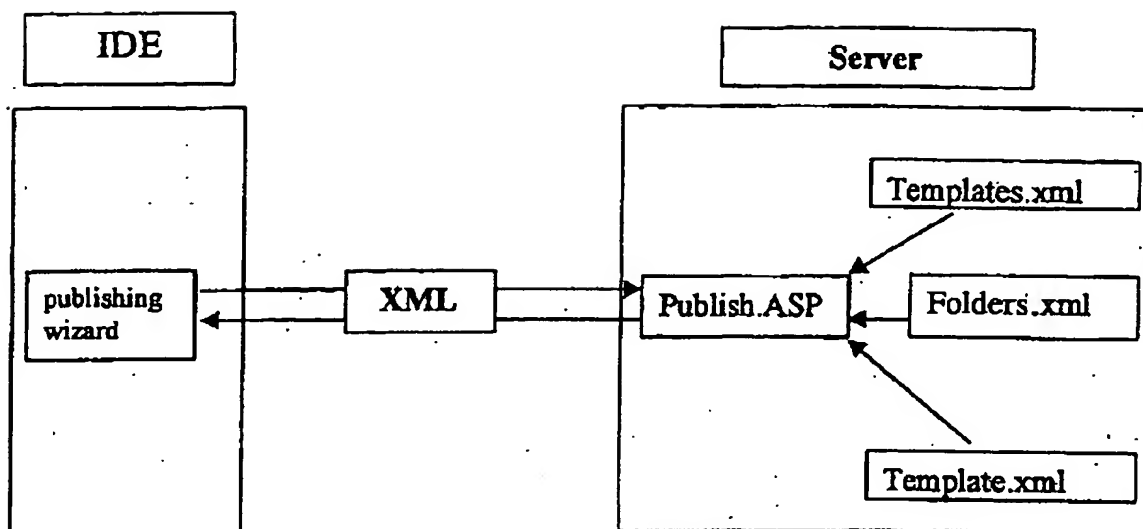 IDE
Server
Templates.xml
publishing
wizard
XML
Publish.ASP
Folders.xml
Template.xml